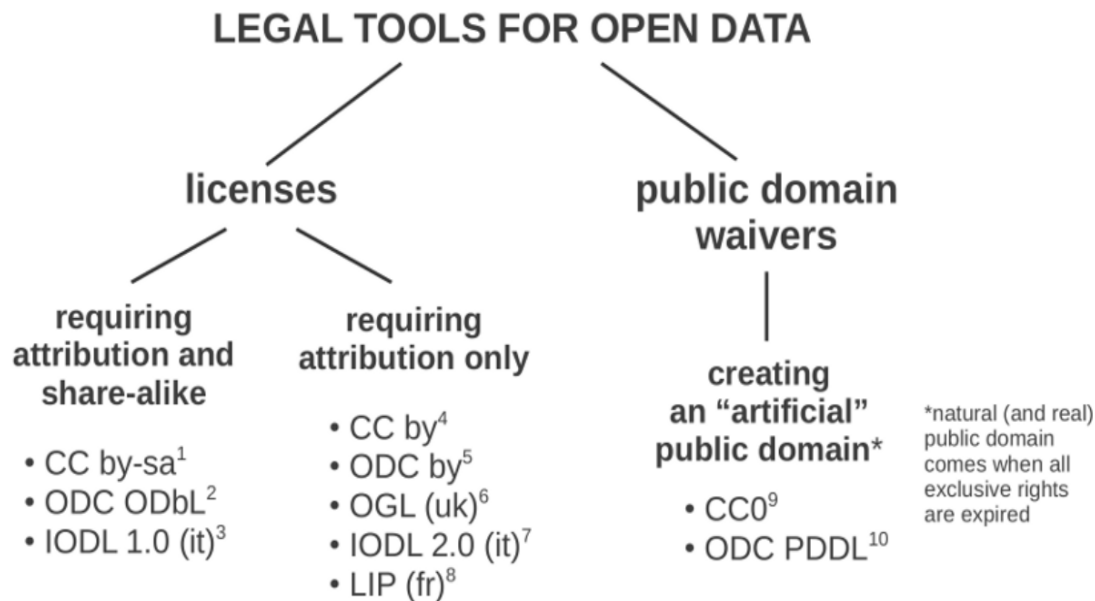 LEGAL TOOLS FOR OPEN DATA
licenses
public domain
waivers
requiring
attribution and
share-alike
• CC by-sa¹
• ODC ODbL²
• IODL 1.0 (it)³
requiring
attribution only
• CC by⁴
• ODC by⁵
• OGL (uk)⁶
• IODL 2.0 (it)⁷
• LIP (fr)⁸
creating
an “artificial”
public domain*
• CC0⁹
• ODC PDDL¹⁰
*natural (and real)
public domain
comes when all
exclusive rights
are expired